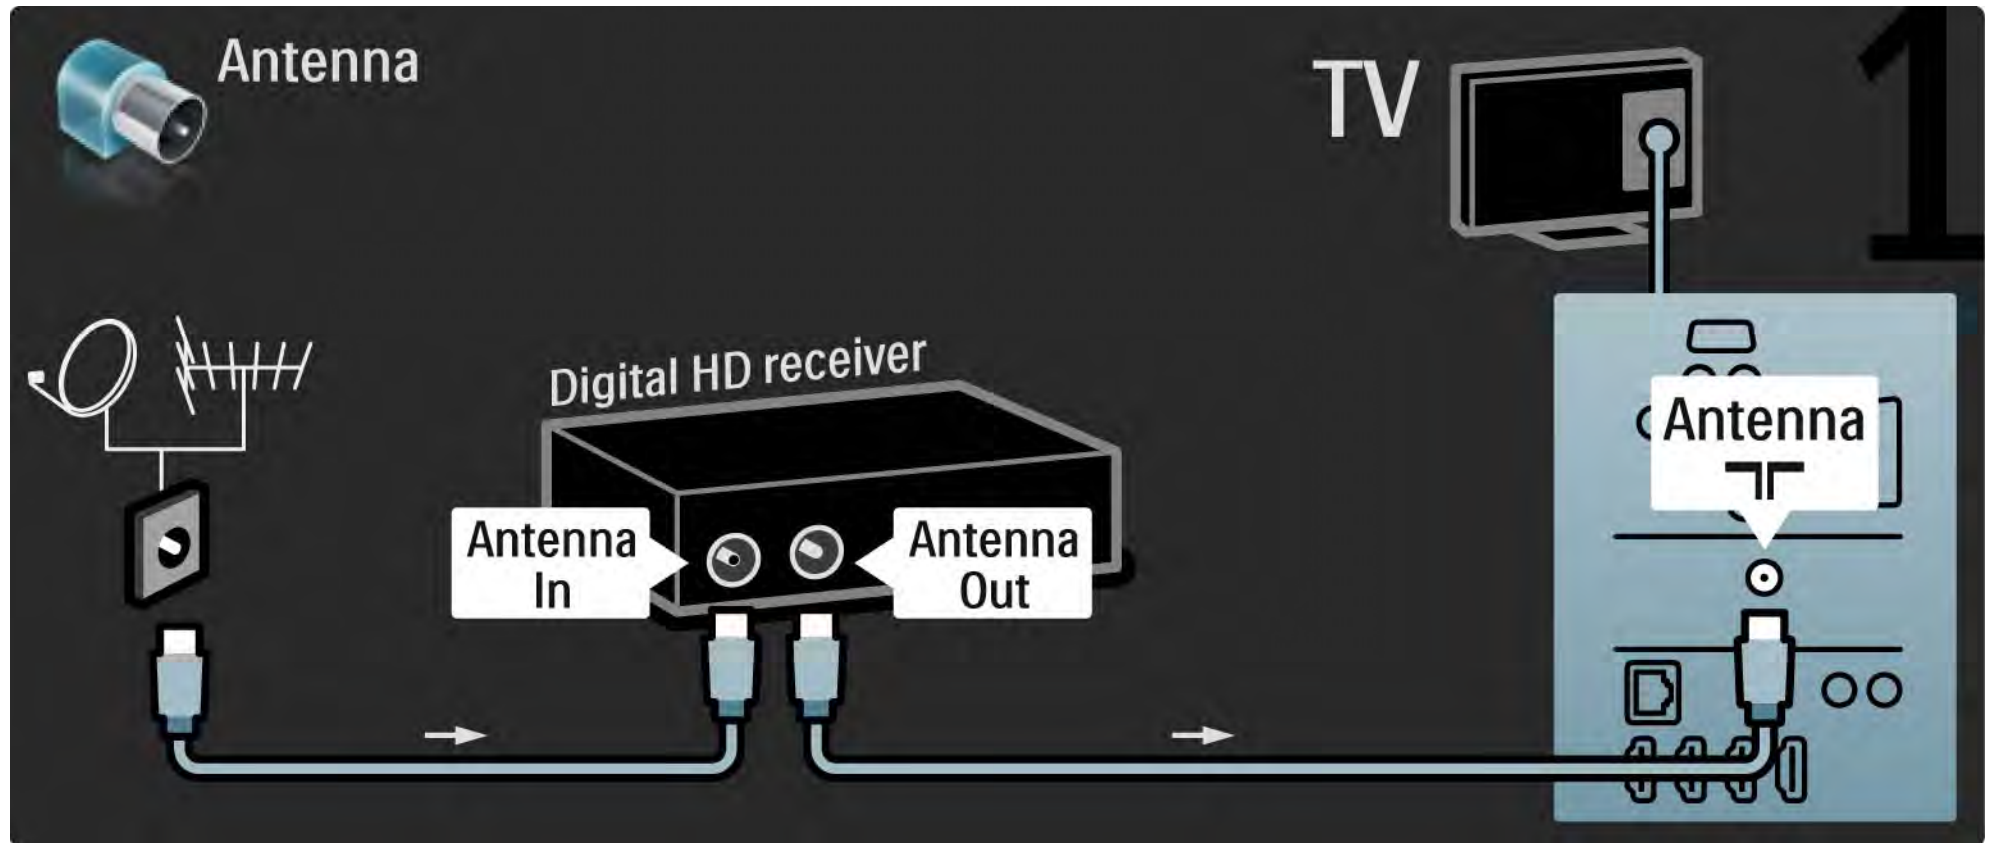 Antenna
TV
1
Digital HD receiver
Antenna
In
Antenna
Out
Antenna